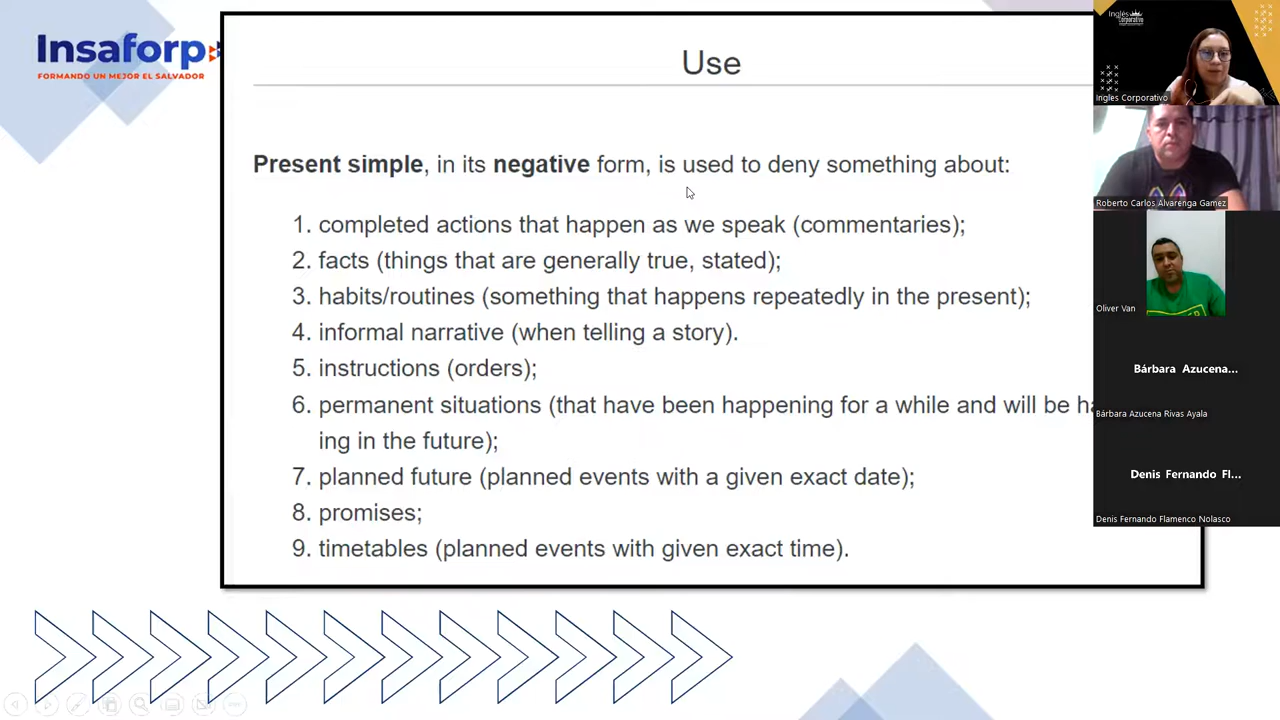 Insaforp
FORMANDO UN MEJOR EL SALVADOR
Use
Present simple, in its negative form, is used to deny something about:
1. completed actions that happen as we speak (commentaries);
2. facts (things that are generally true, stated);
3. habits/routines (something that happens repeatedly in the present);
4. informal narrative (when telling a story).
5. instructions (orders);
6. permanent situations (that have been happening for a while and will be ha
ing in the future);
7. planned future (planned events with a given exact date);
8. promises;
9. timetables (planned events with given exact time).
Inglés
Corporativo
Ingles Corporativo
Roberto Carlos Alvarenga Gamez
Oliver Van
Bárbara Azucena...
Bárbara Azucena Rivas Ayala
Denis Fernando Fl...
Denis Fernando Flamenco Nolasco